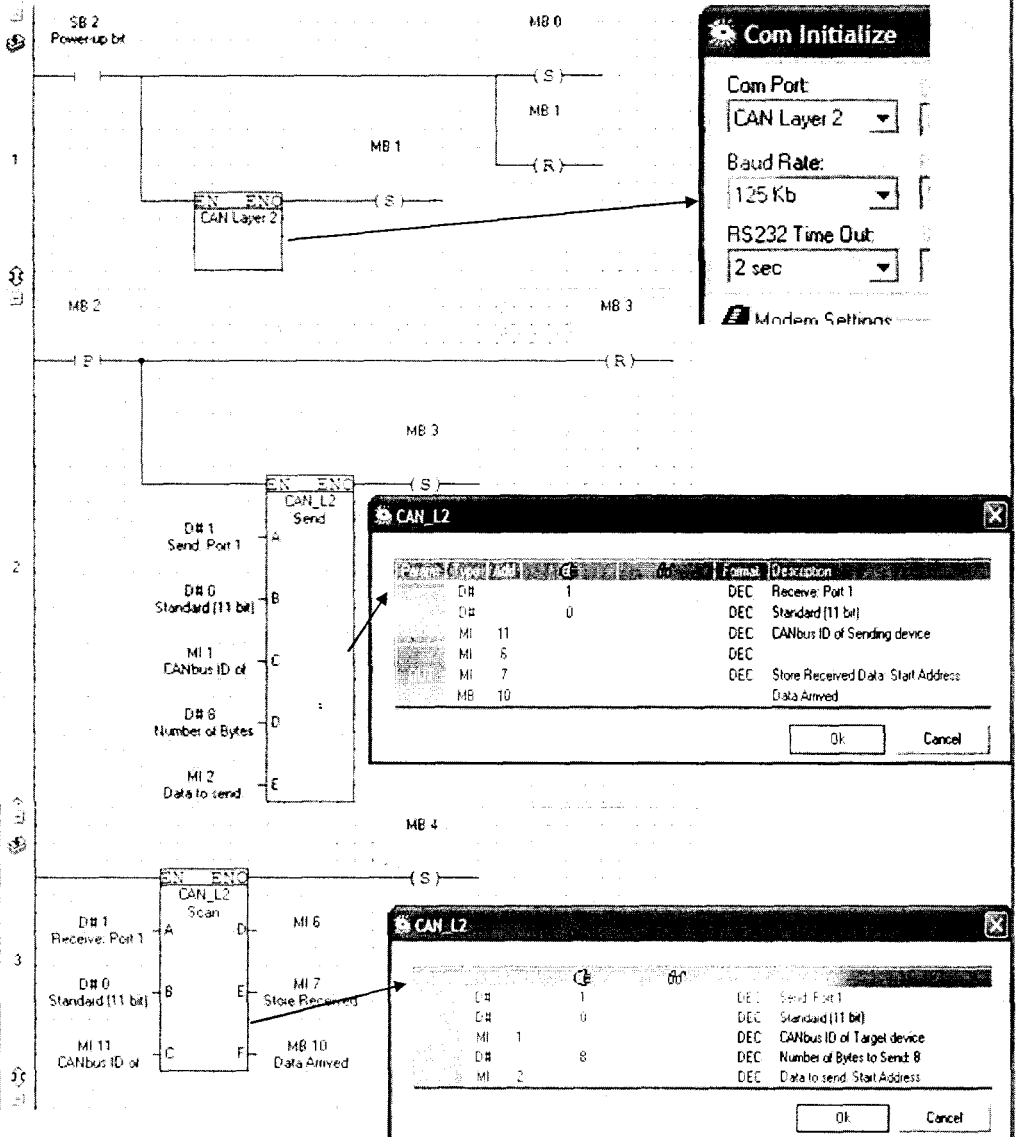 SB 2
Power-up bit
MB 0
( S )
MB 1
( R )
1
MB 1
EN ENO
( S )
CAN Layer 2
Com Initialize
Com Port:
CAN Layer 2
Baud Rate:
125 Kb
RS232 Time Out:
2 sec
Modem Settings
MB 2
MB 3
P
( R )
MB 3
EN ENO
( S )
CAN_L2
Send
2
D# 1
Send: Port 1
A
D# 0
Standard (11 bit)
B
MI 1
CANbus ID of
C
D# 8
Number of Bytes
D
MI 2
Data to send
E
CAN_L2
Format Description
D# 1 DEC Receive: Port 1
D# 0 DEC Standard (11 bit)
MI 11 DEC CANbus ID of Sending device
MI 6 DEC
MI 7 DEC Store Received Data: Start Address
MB 10 Data Arrived
Ok Cancel
MB 4
EN ENO
( S )
CAN_L2
Scan
3
D# 1
Receive: Port 1
A D MI 6
D# 0
Standard (11 bit)
B E MI 7
Store Received
MI 11
CANbus ID of
C F MB 10
Data Arrived
CAN_L2
D# 1 DEC Send: Port 1
D# 0 DEC Standard (11 bit)
MI 1 DEC CANbus ID of Target device
D# 8 DEC Number of Bytes to Send: 8
MI 2 DEC Data to send: Start Address
Ok Cancel